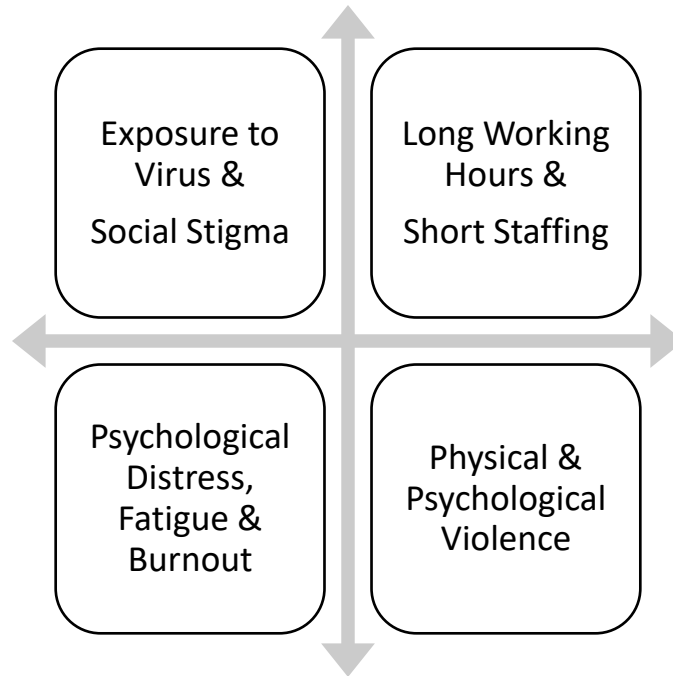 Exposure to
Virus &
Social Stigma
Long Working
Hours &
Short Staffing
Psychological
Distress,
Fatigue &
Burnout
Physical &
Psychological
Violence